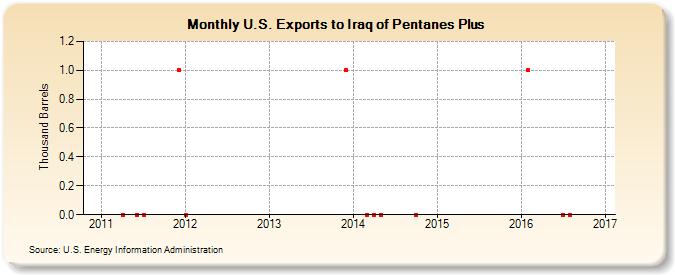 Monthly U.S. Exports to Iraq of Pentanes Plus
Thousand Barrels
1.2
1.0
0.8
0.6
0.4
0.2
0.0
2011 2012 2013 2014 2015 2016 2017
Source: U.S. Energy Information Administration